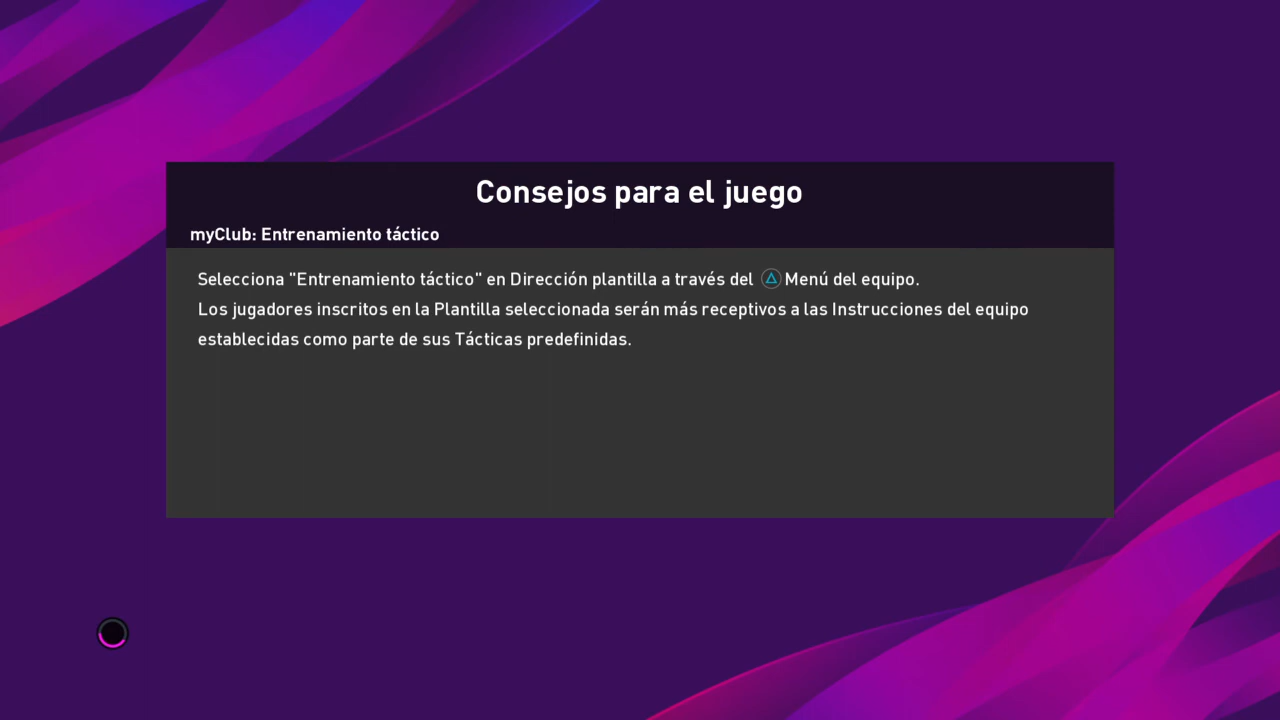 Consejos para el juego
myClub: Entrenamiento táctico
Selecciona "Entrenamiento táctico" en Dirección plantilla a través del Menú del equipo.
Los jugadores inscritos en la Plantilla seleccionada serán más receptivos a las Instrucciones del equipo
establecidas como parte de sus Tácticas predefinidas.